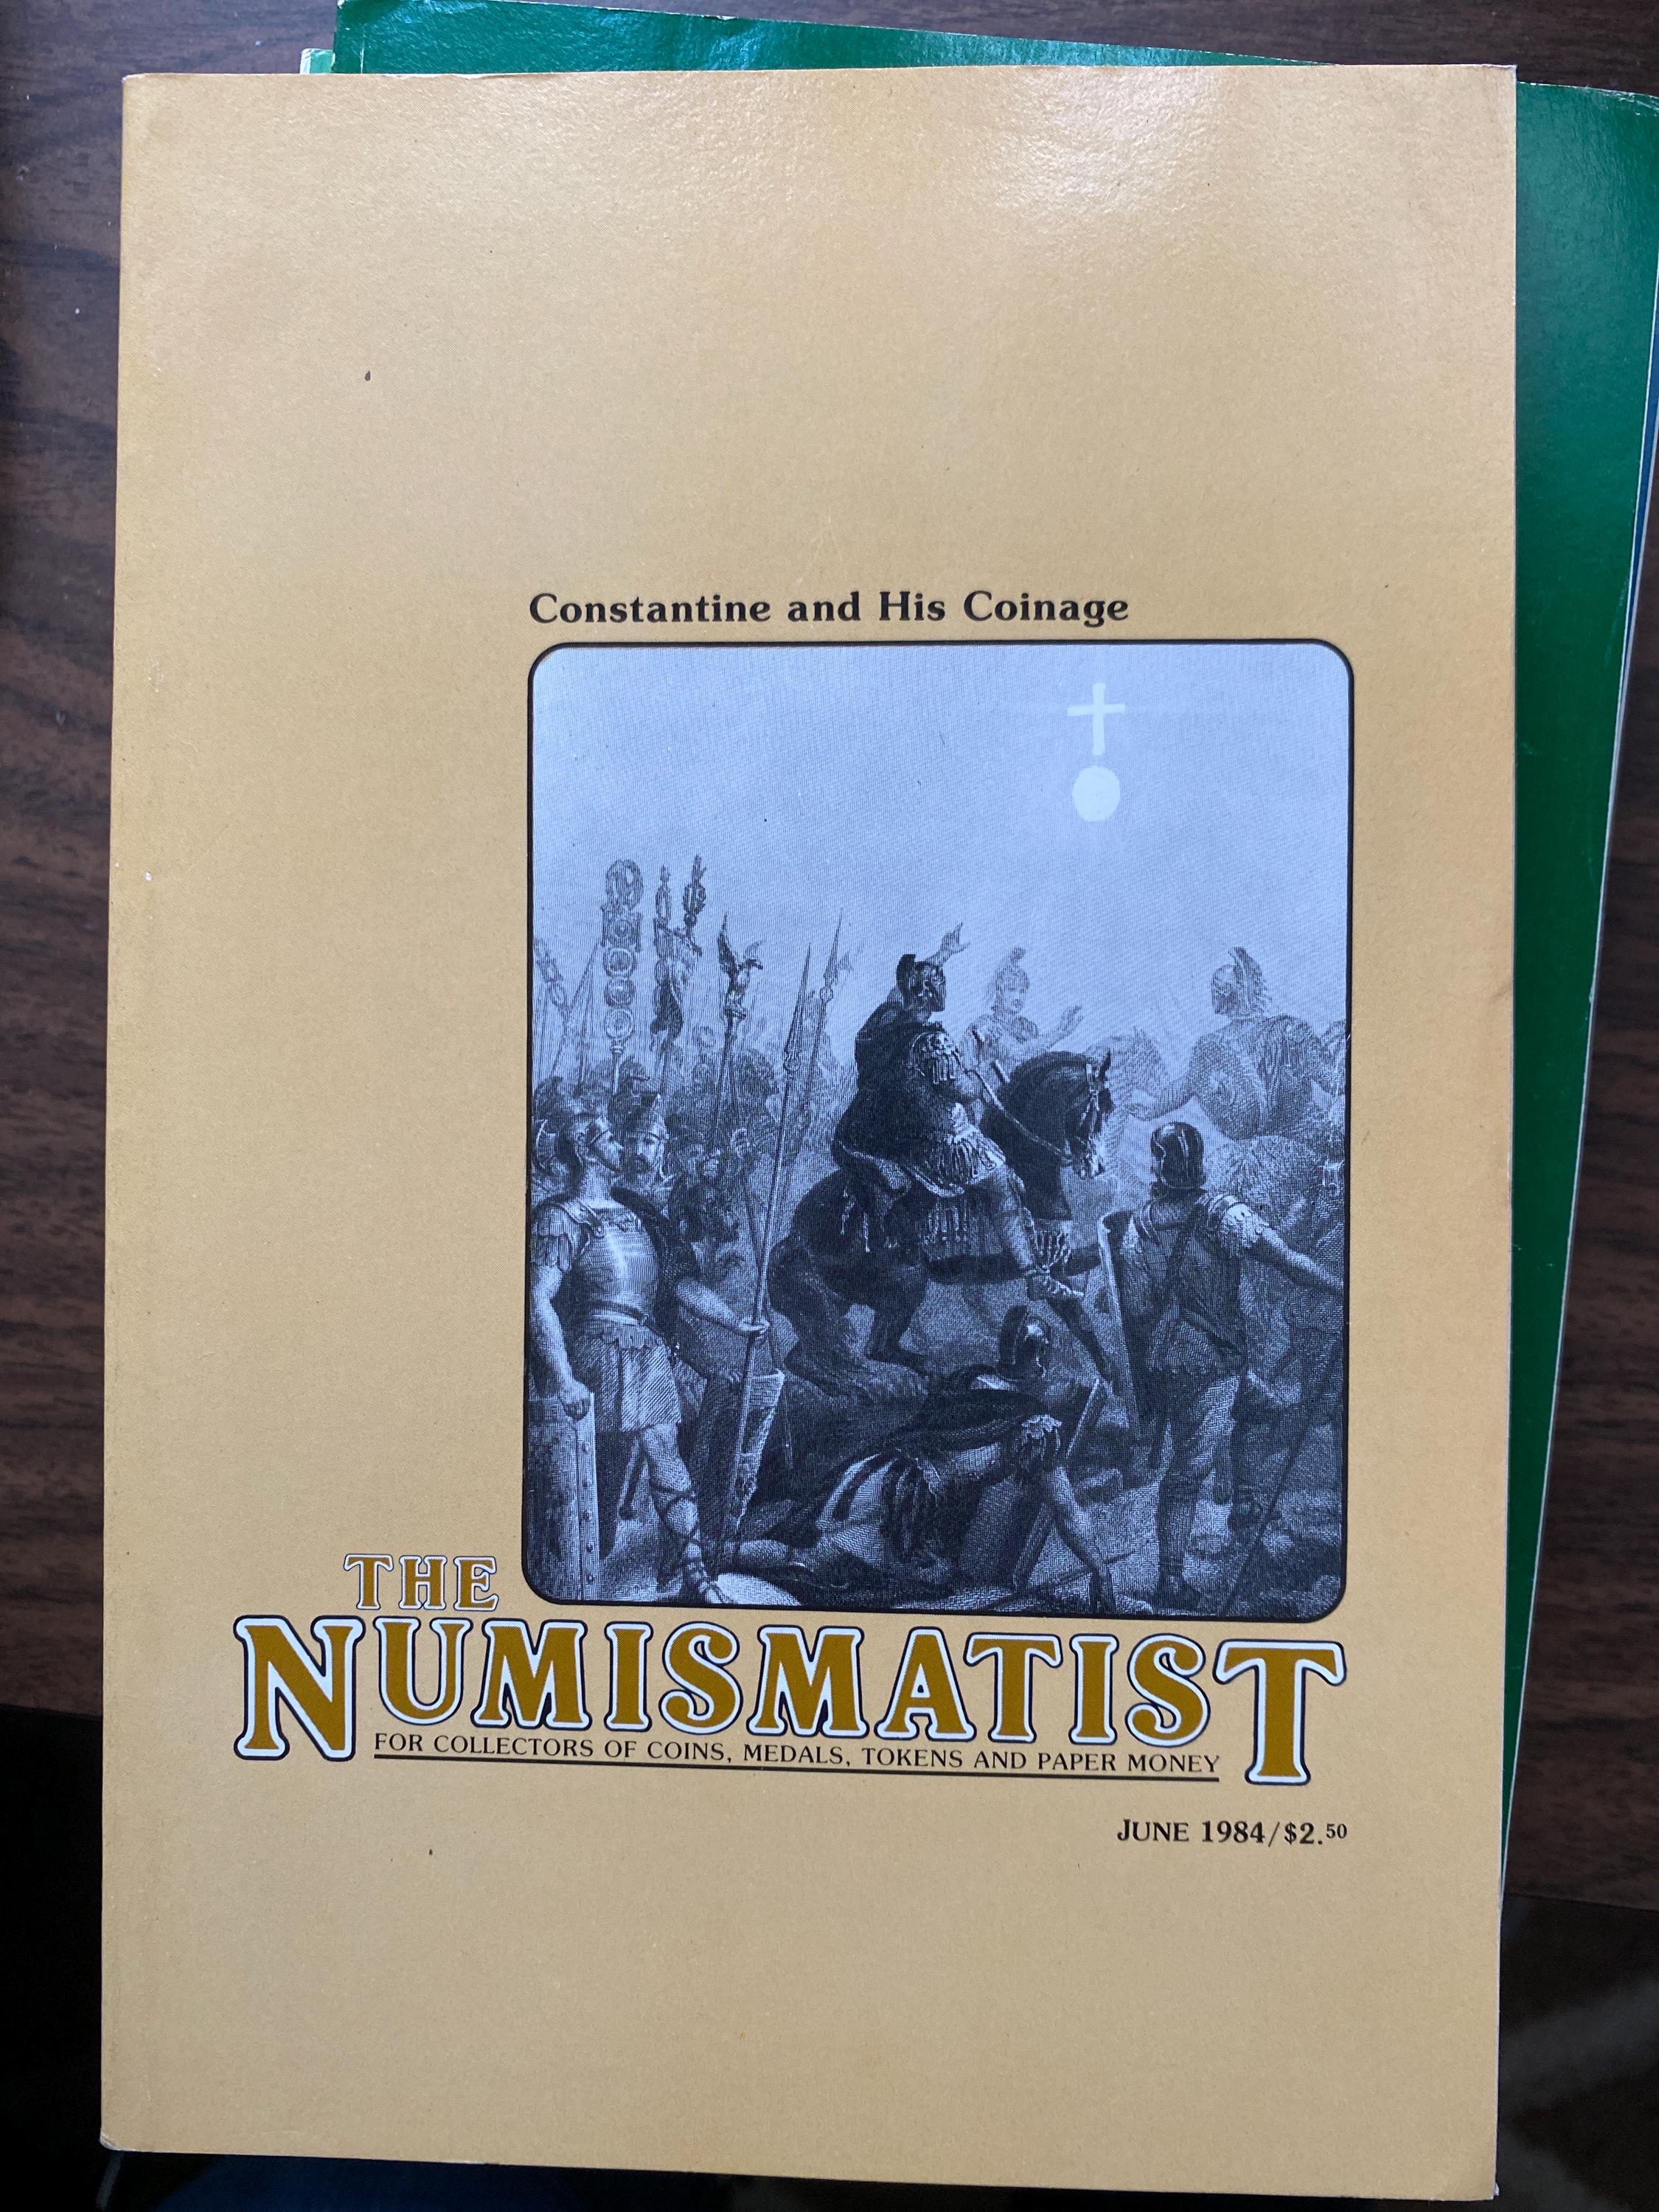 Constantine and His Coinage
THE
NUMISMATIST
FOR COLLECTORS OF COINS, MEDALS, TOKENS AND PAPER MONEY
JUNE 1984/$2.50